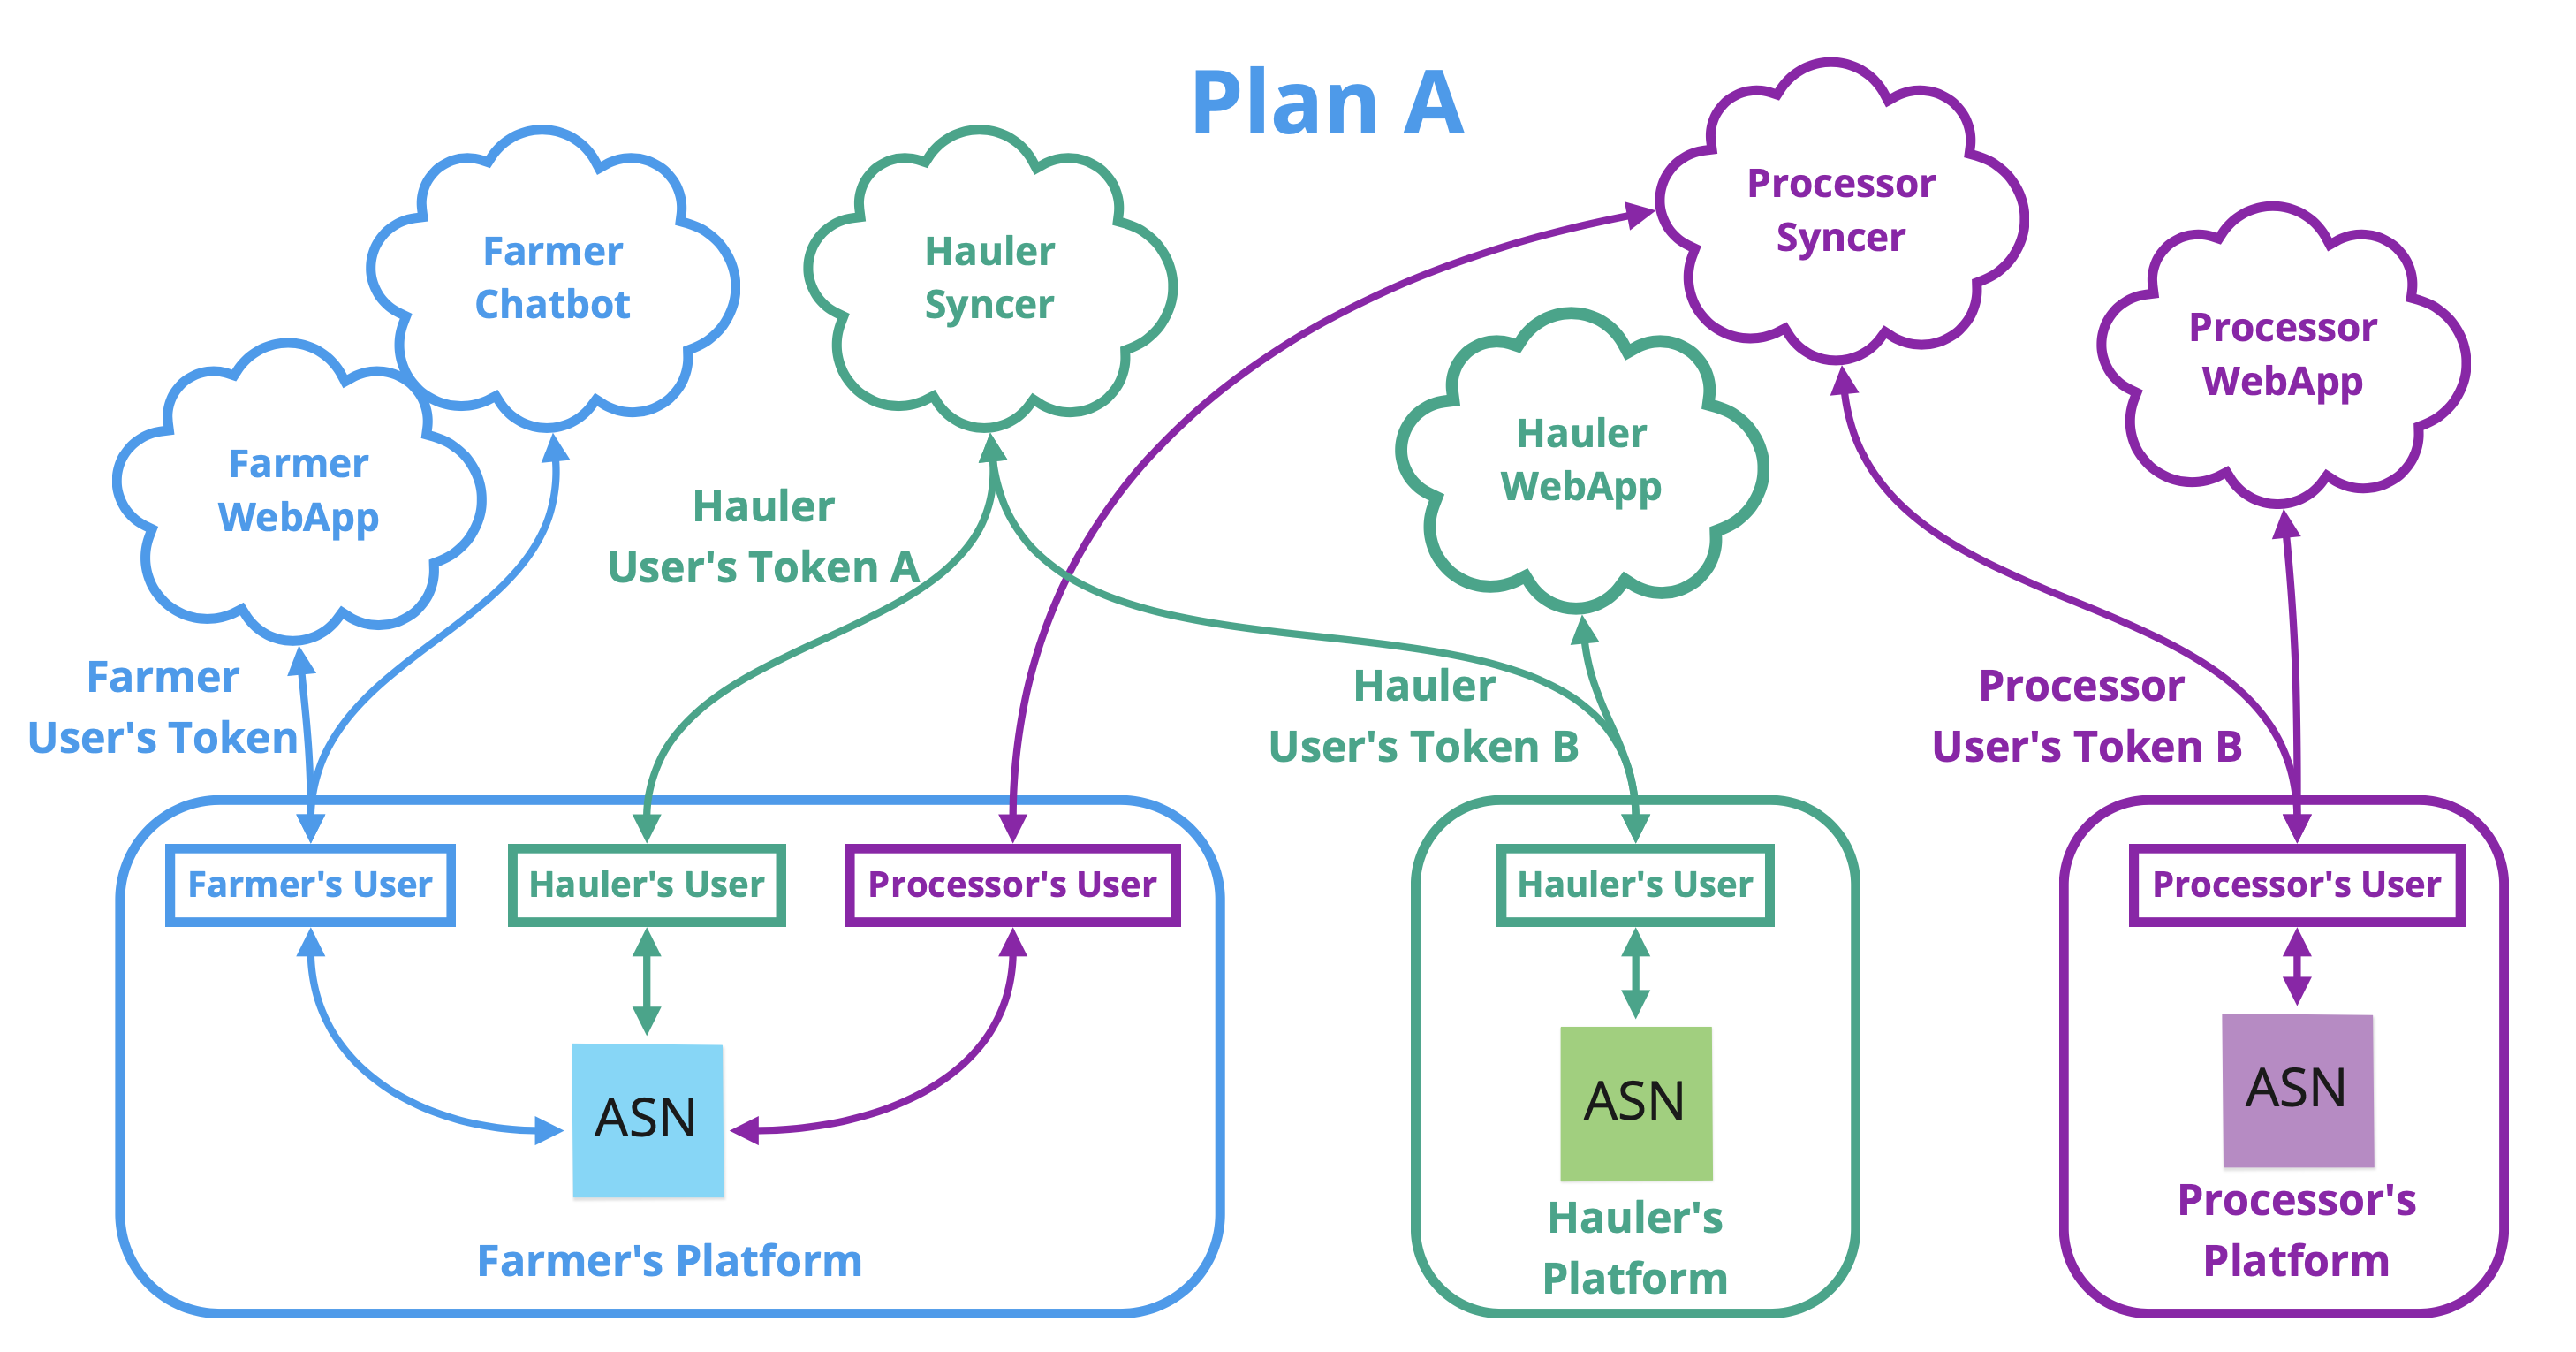 Plan A
Farmer
Chatbot
Hauler
Syncer
Processor
Syncer
Processor
WebApp
Farmer
WebApp
Hauler
WebApp
Hauler
User's Token A
Farmer
User's Token
Hauler
User's Token B
Processor
User's Token B
Farmer's User
Hauler's User
Processor's User
Hauler's User
Processor's User
ASN
ASN
ASN
Farmer's Platform
Hauler's
Platform
Processor's
Platform